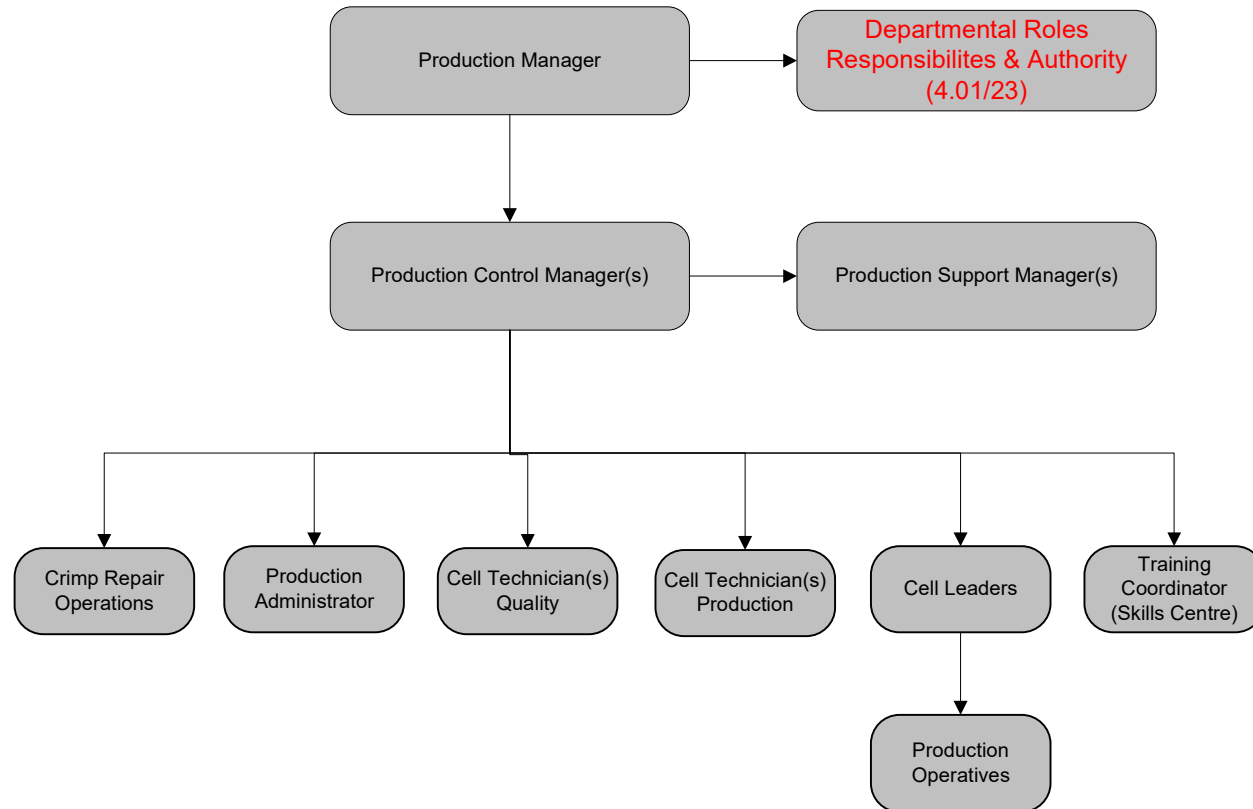 Production Manager
Departmental Roles
Responsibilites & Authority
(4.01/23)
Production Control Manager(s)
Production Support Manager(s)
Crimp Repair
Operations
Production
Administrator
Cell Technician(s)
Quality
Cell Technician(s)
Production
Cell Leaders
Training
Coordinator
(Skills Centre)
Production
Operatives